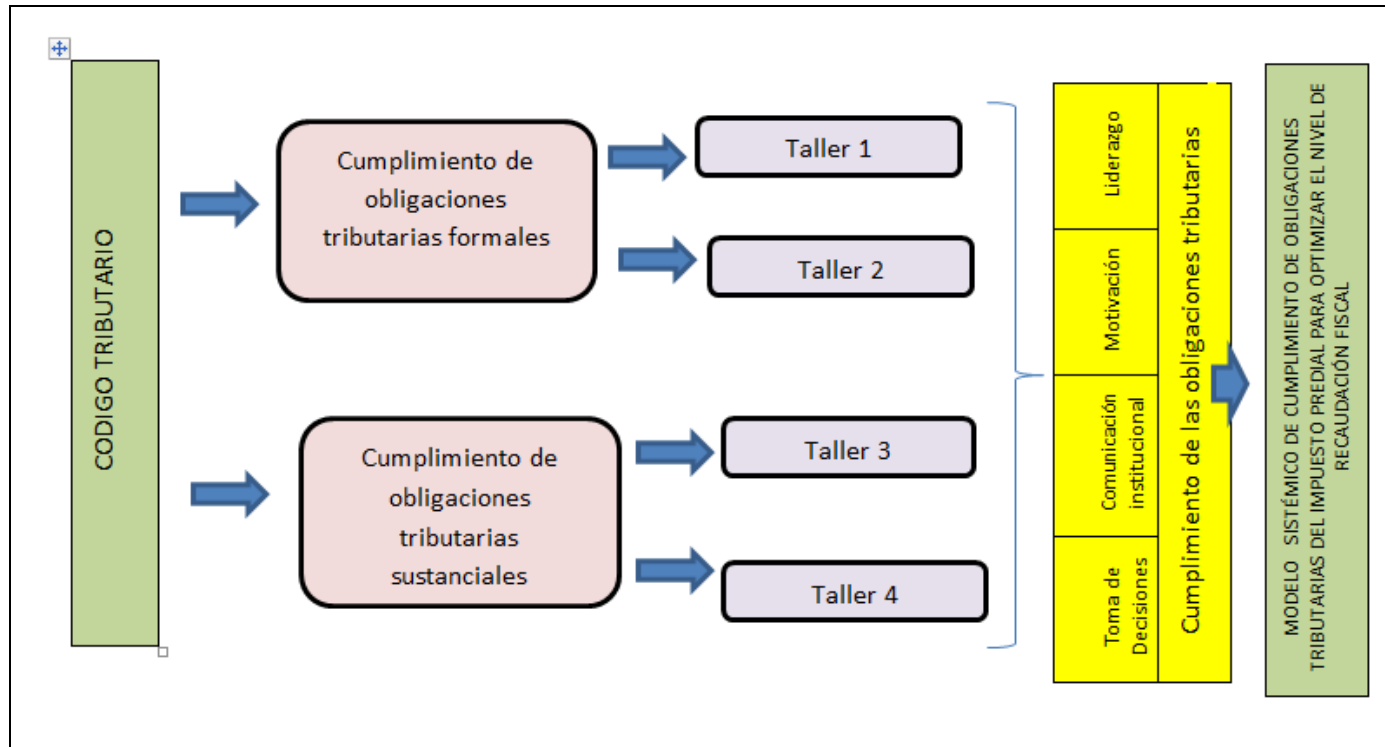 CODIGO TRIBUTARIO
Cumplimiento de
obligaciones
tributarias formales
Taller 1
Taller 2
Cumplimiento de
obligaciones
tributarias
sustanciales
Taller 3
Taller 4
Liderazgo
Motivación
Comunicación
institucional
Toma de
Decisiones
Cumplimiento de las obligaciones tributarias
MODELO SISTÉMICO DE CUMPLIMIENTO DE OBLIGACIONES
TRIBUTARIAS DEL IMPUESTO PREDIAL PARA OPTIMIZAR EL NIVEL DE
RECAUDACIÓN FISCAL